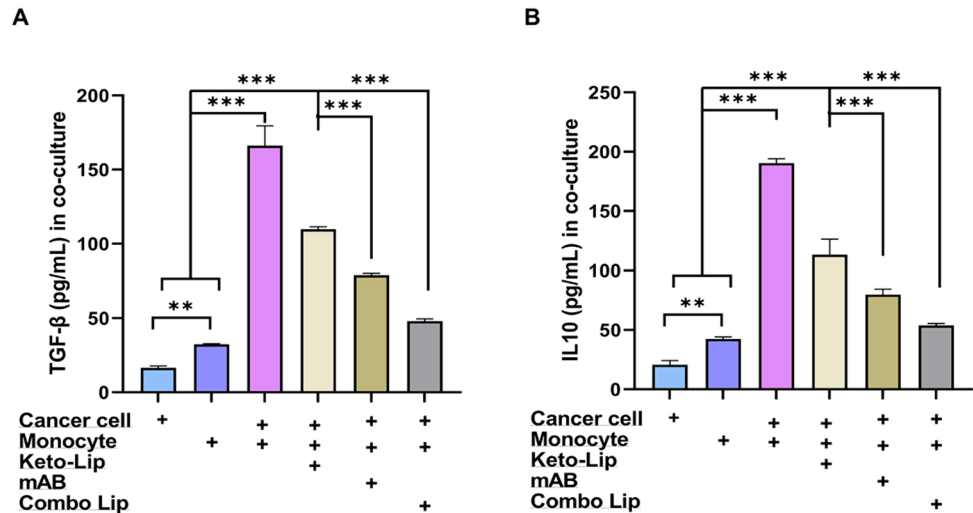 A
B
*** ***
*** ***
**
TGF-β (pg/mL) in co-culture
200
150
100
50
0
Cancer cell + + + + +
Monocyte + + + + +
Keto-Lip +
mAB +
Combo Lip +
*** ***
*** ***
**
IL10 (pg/mL) in co-culture
250
200
150
100
50
0
Cancer cell + + + + +
Monocyte + + + + +
Keto-Lip +
mAB +
Combo Lip +